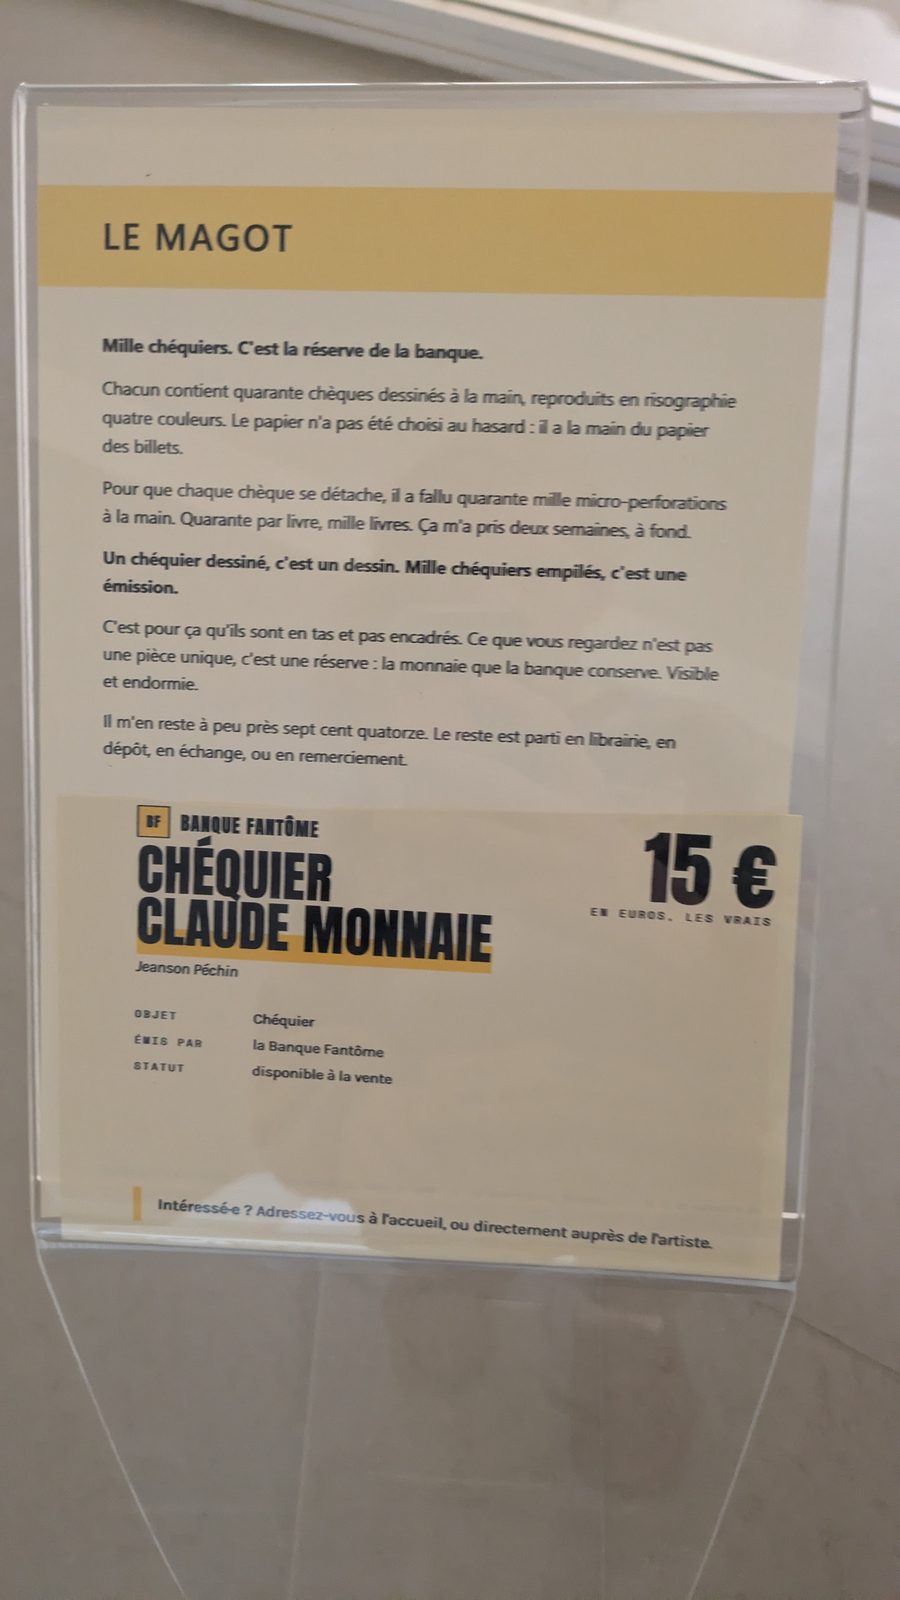 LE MAGOT
Mille chéquiers. C'est la réserve de la banque.
Chacun contient quarante chèques dessinés à la main, reproduits en risographie
quatre couleurs. Le papier n'a pas été choisi au hasard : il a la main du papier
des billets.
Pour que chaque chèque se détache, il a fallu quarante mille micro-perforations
à la main. Quarante par livre, mille livres. Ça m'a pris deux semaines, à fond.
Un chéquier dessiné, c'est un dessin. Mille chéquiers empilés, c'est une
émission.
C'est pour ça qu'ils sont en tas et pas encadrés. Ce que vous regardez n'est pas
une pièce unique, c'est une réserve : la monnaie que la banque conserve. Visible
et endormie.
Il m'en reste à peu près sept cent quatorze. Le reste est parti en librairie, en
dépôt, en échange, ou en remerciement.
BF BANQUE FANTÔME
CHÉQUIER
CLAUDE MONNAIE
15 €
EN EUROS. LES VRAIS
Jeanson Péchin
OBJET Chéquier
ÉMIS PAR la Banque Fantôme
STATUT disponible à la vente
Intéressé·e ? Adressez-vous à l'accueil, ou directement auprès de l'artiste.